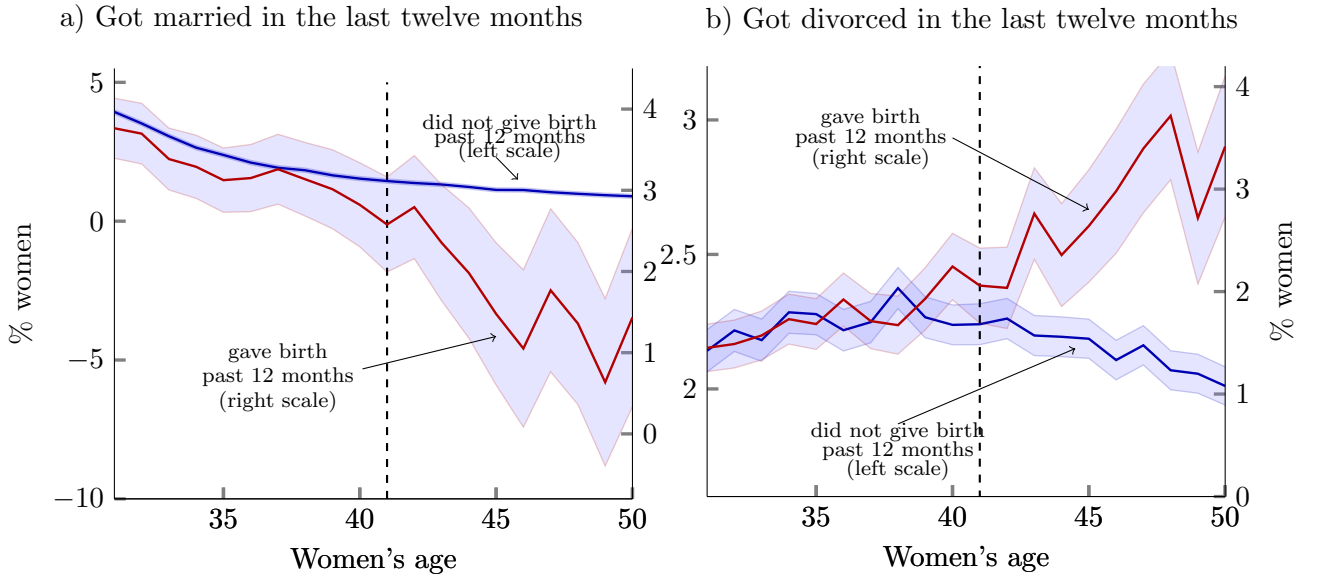 a) Got married in the last twelve months
5
0
−5
−10
% women
4
3
2
1
0
did not give birth
past 12 months
(left scale)
gave birth
past 12 months
(right scale)
35
40
45
50
Women's age
b) Got divorced in the last twelve months
3
2.5
2
4
3
2
1
0
% women
gave birth
past 12 months
(right scale)
did not give birth
past 12 months
(left scale)
35
40
45
50
Women's age